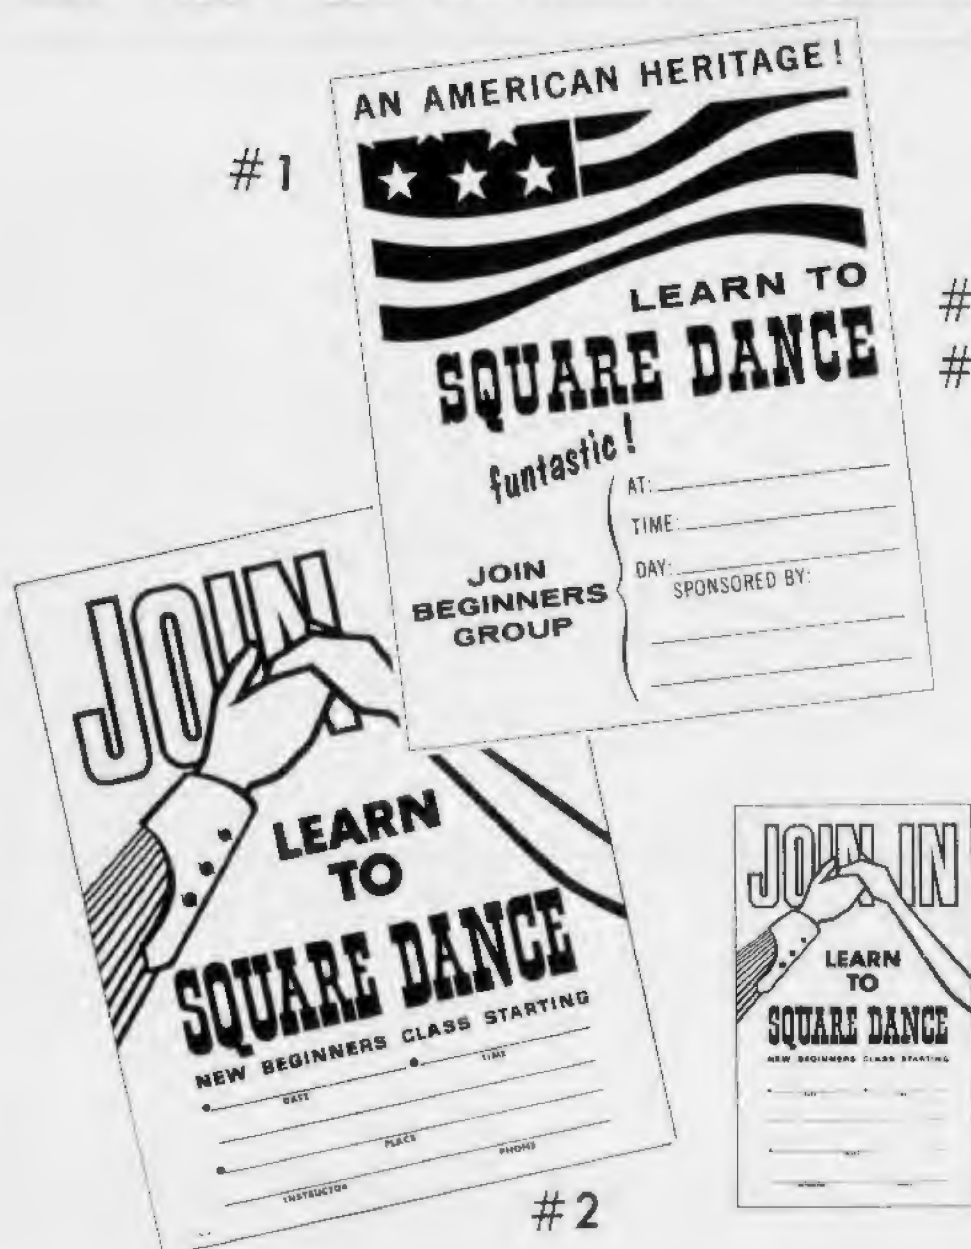 #1
AN AMERICAN HERITAGE!
LEARN TO
SQUARE DANCE
funtastic!
JOIN
BEGINNERS
GROUP
AT:
TIME:
DAY:
SPONSORED BY:
#
#
JOIN
LEARN
TO
SQUARE DANCE
NEW BEGINNERS CLASS STARTING
DATE TIME
PLACE
INSTRUCTOR PHONE
#2
JOIN IN
LEARN
TO
SQUARE DANCE
NEW BEGINNERS CLASS STARTING